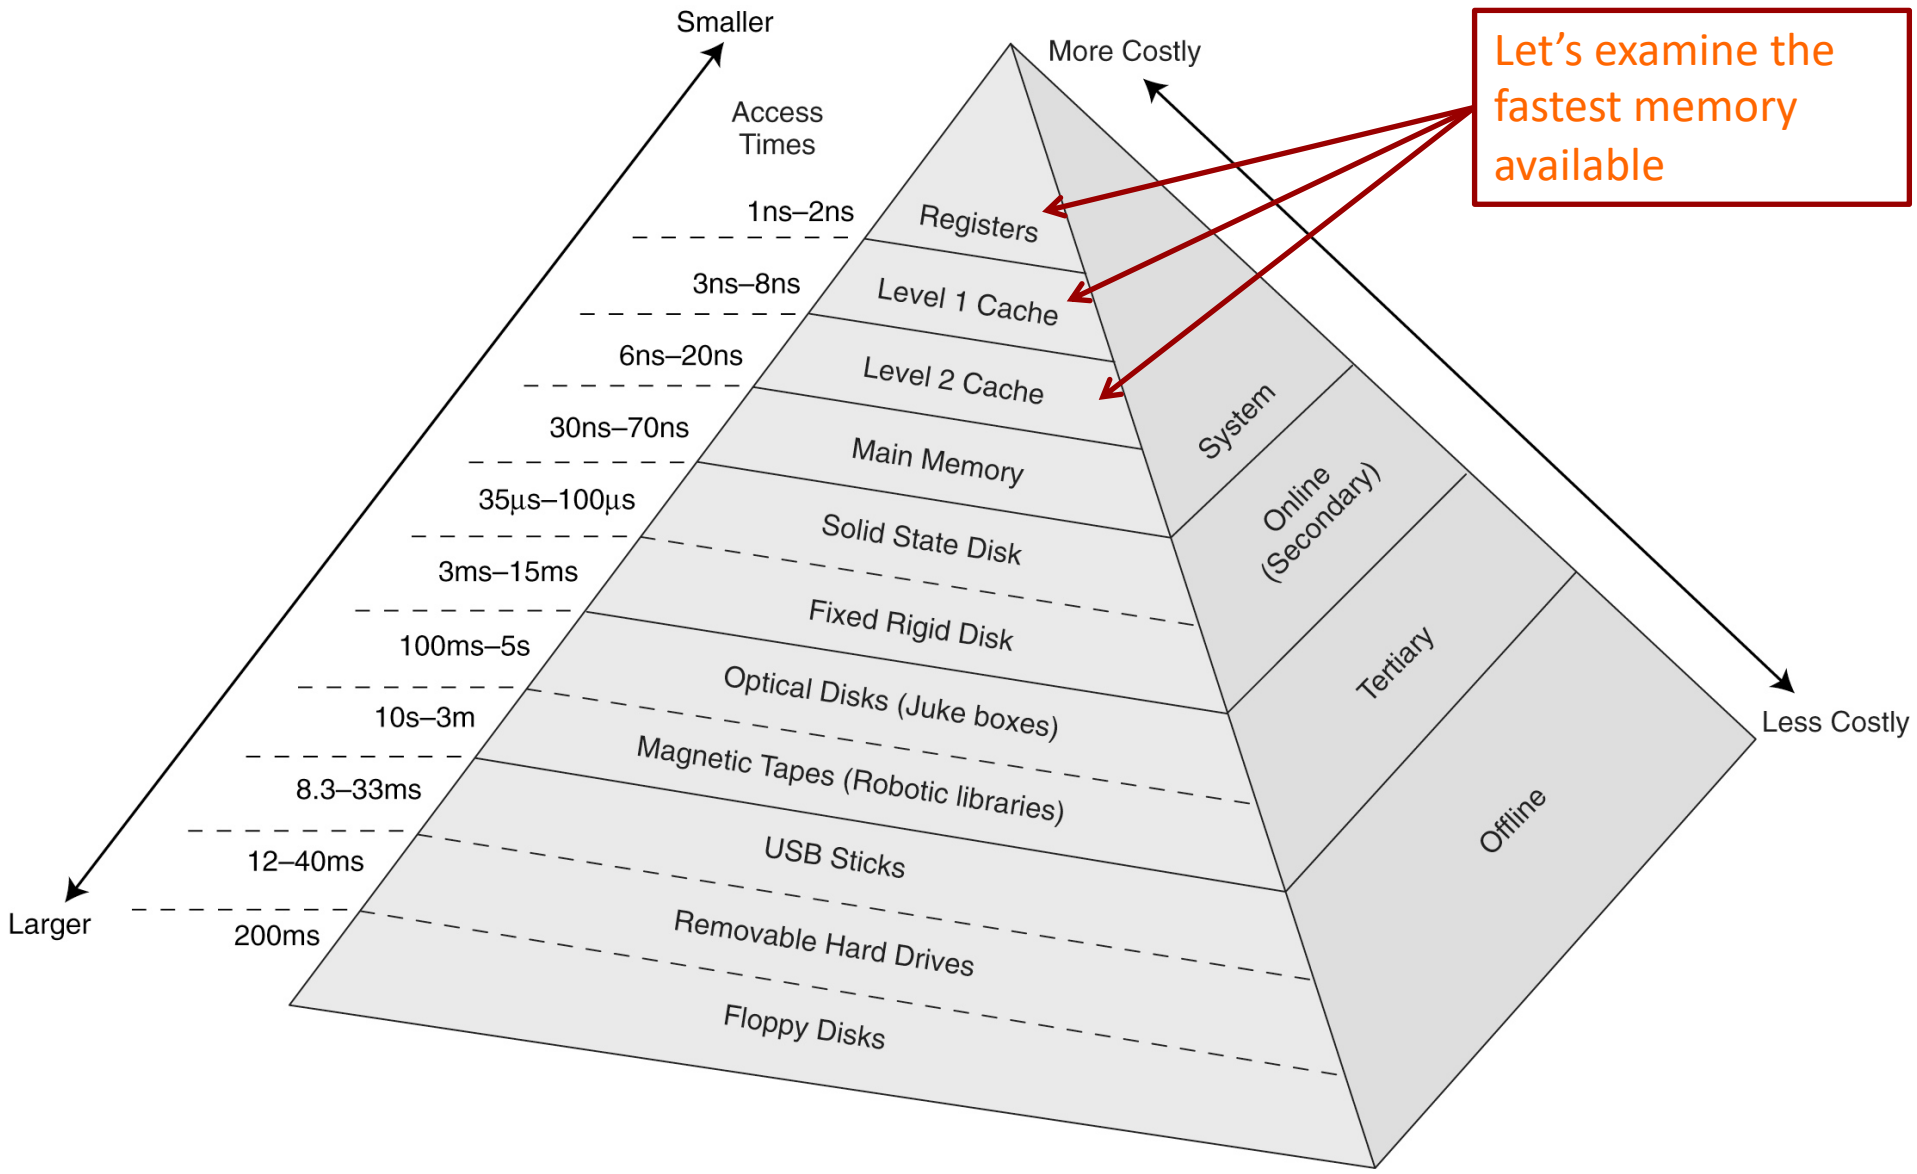 Smaller
More Costly
Let’s examine the
fastest memory
available
Access
Times
1ns–2ns
Registers
3ns–8ns
Level 1 Cache
6ns–20ns
Level 2 Cache
30ns–70ns
Main Memory
System
35μs–100μs
Solid State Disk
Online
(Secondary)
3ms–15ms
Fixed Rigid Disk
100ms–5s
Optical Disks (Juke boxes)
Tertiary
10s–3m
Magnetic Tapes (Robotic libraries)
Less Costly
8.3–33ms
USB Sticks
Offline
12–40ms
Removable Hard Drives
Larger
200ms
Floppy Disks